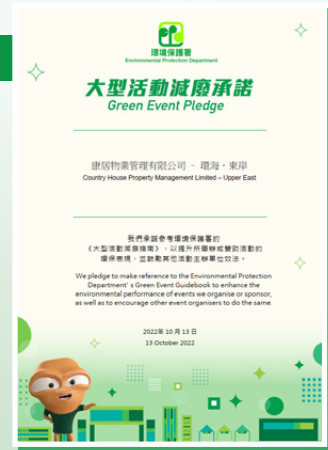 環境保護署
Environmental Protection Department
大型活動減廢承諾
Green Event Pledge
康居物業管理有限公司 - 環海・東岸
Country House Property Management Limited – Upper East
我們承諾參考環境保護署的
《大型活動減廢指南》，以提升所舉辦或贊助活動的
環保表現，並鼓勵其他活動主辦單位效法。
We pledge to make reference to the Environmental Protection
Department's Green Event Guidebook to enhance the
environmental performance of events we organise or sponsor,
as well as to encourage other event organisers to do the same.
2022年 10 月 13 日
13 October 2022